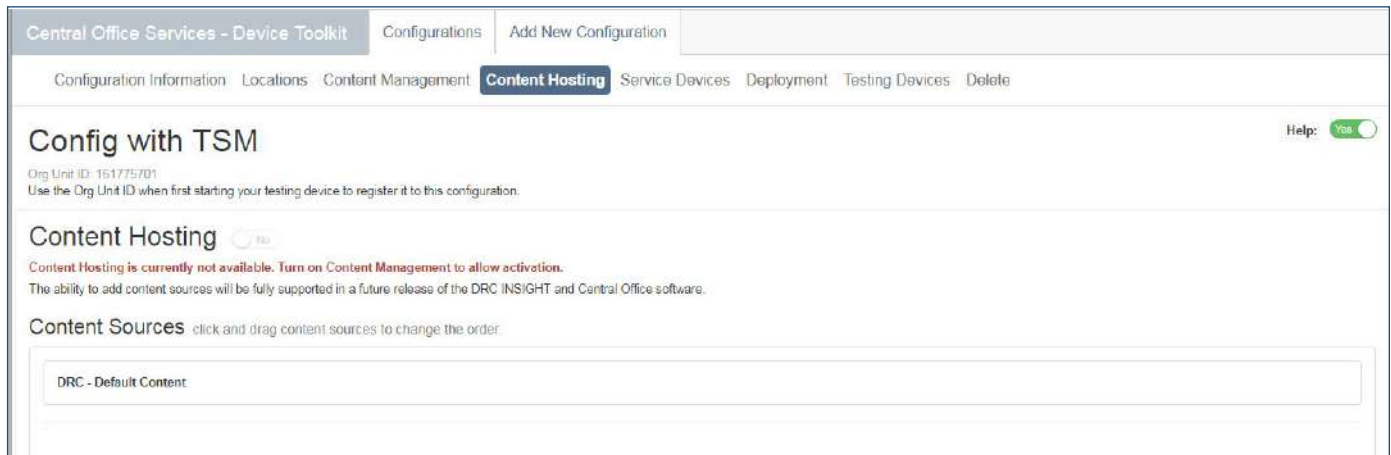 Central Office Services - Device Toolkit Configurations Add New Configuration
Configuration Information Locations Content Management Content Hosting Service Devices Deployment Testing Devices Delete
Config with TSM
Help: Yes
Org Unit ID: 161775701
Use the Org Unit ID when first starting your testing device to register it to this configuration.
Content Hosting No
Content Hosting is currently not available. Turn on Content Management to allow activation.
The ability to add content sources will be fully supported in a future release of the DRC INSIGHT and Central Office software.
Content Sources click and drag content sources to change the order.
DRC - Default Content